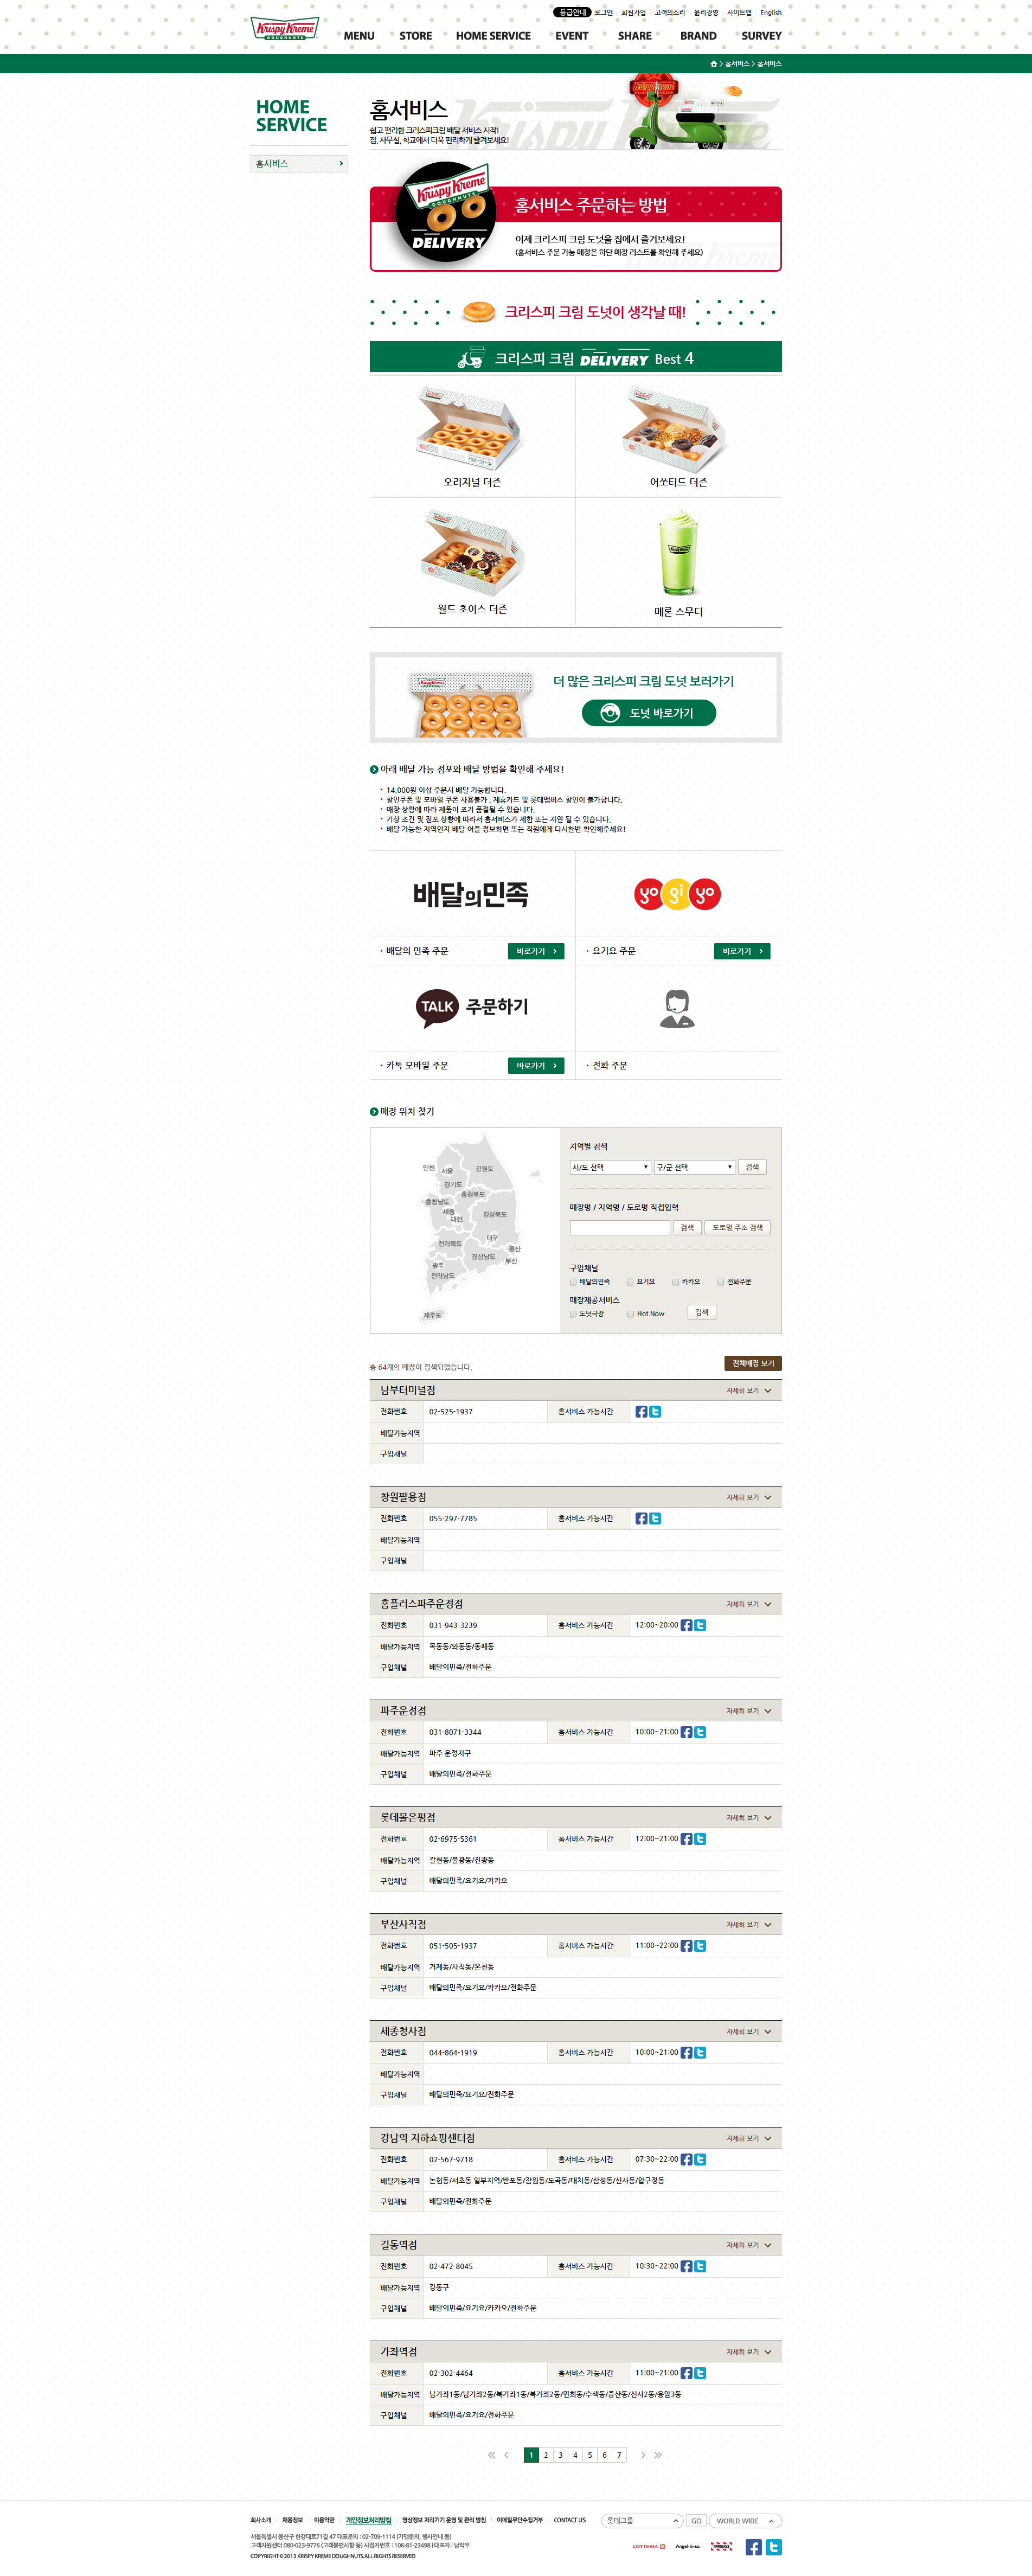 등급안내 로그인 회원가입 고객의소리 윤리경영 사이트맵 English
Krispy Kreme
DOUGHNUTS
MENU STORE HOME SERVICE EVENT SHARE BRAND SURVEY
> 홈서비스 > 홈서비스
HOME
SERVICE
홈서비스
홈서비스
쉽고 편리한 크리스피크림 배달 서비스 시작!
집, 사무실, 학교에서 더욱 편리하게 즐겨보세요!
Krispy Kreme
DOUGHNUTS
DELIVERY
홈서비스 주문하는 방법
이제 크리스피 크림 도넛을 집에서 즐겨보세요!
(홈서비스 주문 가능 매장은 하단 매장 리스트를 확인해 주세요)
크리스피 크림 도넛이 생각날 때!
크리스피 크림 DELIVERY Best 4
오리지널 더즌
어쏘티드 더즌
월드 초이스 더즌
메론 스무디
더 많은 크리스피 크림 도넛 보러가기
도넛 바로가기
아래 배달 가능 점포와 배달 방법을 확인해 주세요!
· 14,000원 이상 주문시 배달 가능합니다.
· 할인쿠폰 및 모바일 쿠폰 사용불가 , 제휴카드 및 롯데멤버스 할인이 불가합니다.
· 매장 상황에 따라 제품이 조기 품절될 수 있습니다.
· 기상 조건 및 점포 상황에 따라서 홈서비스가 제한 또는 지연 될 수 있습니다.
· 배달 가능한 지역인지 배달 어플 정보화면 또는 직원에게 다시한번 확인해주세요!
배달의민족
yo gi yo
· 배달의 민족 주문 바로가기
· 요기요 주문 바로가기
TALK 주문하기
· 카톡 모바일 주문 바로가기
· 전화 주문
매장 위치 찾기
인천
서울
강원도
경기도
충청북도
충청남도
세종
대전
경상북도
대구
전라북도
울산
경상남도
부산
광주
전라남도
제주도
지역별 검색
시/도 선택 구/군 선택 검색
매장명 / 지역명 / 도로명 직접입력
검색 도로명 주소 검색
구입채널
배달의민족 요기요 카카오 전화주문
매장제공서비스
도넛극장 Hot Now 검색
총 64개의 매장이 검색되었습니다.
전체매장 보기
남부터미널점 자세히 보기
전화번호 02-525-1937 홈서비스 가능시간
배달가능지역
구입채널
창원팔용점 자세히 보기
전화번호 055-297-7785 홈서비스 가능시간
배달가능지역
구입채널
홈플러스파주운정점 자세히 보기
전화번호 031-943-3239 홈서비스 가능시간 12:00~20:00
배달가능지역 목동동/와동동/동패동
구입채널 배달의민족/전화주문
파주운정점 자세히 보기
전화번호 031-8071-3344 홈서비스 가능시간 10:00~21:00
배달가능지역 파주 운정지구
구입채널 배달의민족/전화주문
롯데몰은평점 자세히 보기
전화번호 02-6975-5361 홈서비스 가능시간 12:00~21:00
배달가능지역 갈현동/불광동/진광동
구입채널 배달의민족/요기요/카카오
부산사직점 자세히 보기
전화번호 051-505-1937 홈서비스 가능시간 11:00~22:00
배달가능지역 거제동/사직동/온천동
구입채널 배달의민족/요기요/카카오/전화주문
세종청사점 자세히 보기
전화번호 044-864-1919 홈서비스 가능시간 10:00~21:00
배달가능지역
구입채널 배달의민족/요기요/전화주문
강남역 지하쇼핑센터점 자세히 보기
전화번호 02-567-9718 홈서비스 가능시간 07:30~22:00
배달가능지역 논현동/서초동 일부지역/반포동/잠원동/도곡동/대치동/삼성동/신사동/압구정동
구입채널 배달의민족/전화주문
길동역점 자세히 보기
전화번호 02-472-8045 홈서비스 가능시간 10:30~22:00
배달가능지역 강동구
구입채널 배달의민족/요기요/카카오/전화주문
가좌역점 자세히 보기
전화번호 02-302-4464 홈서비스 가능시간 11:00~21:00
배달가능지역 남가좌1동/남가좌2동/북가좌1동/북가좌2동/연희동/수색동/증산동/신사2동/응암3동
구입채널 배달의민족/요기요/전화주문
1 2 3 4 5 6 7
회사소개 채용정보 이용약관 개인정보처리방침 영상정보 처리기기 운영 및 관리 방침 이메일무단수집거부 CONTACT US
롯데그룹 GO WORLD WIDE
서울특별시 용산구 한강대로71길 47 대표문의 : 02-709-1114 (가맹문의, 행사안내 등)
고객지원센터 080-023-9776 (고객불편사항 등) 사업자번호 : 106-81-23498 l 대표자 : 남익우
COPYRIGHT© 2013 KRISPY KREME DOUGHNUTS. ALL RIGHTS RESERVED
LOTTERIA Angel-in-us. FRIDAYS